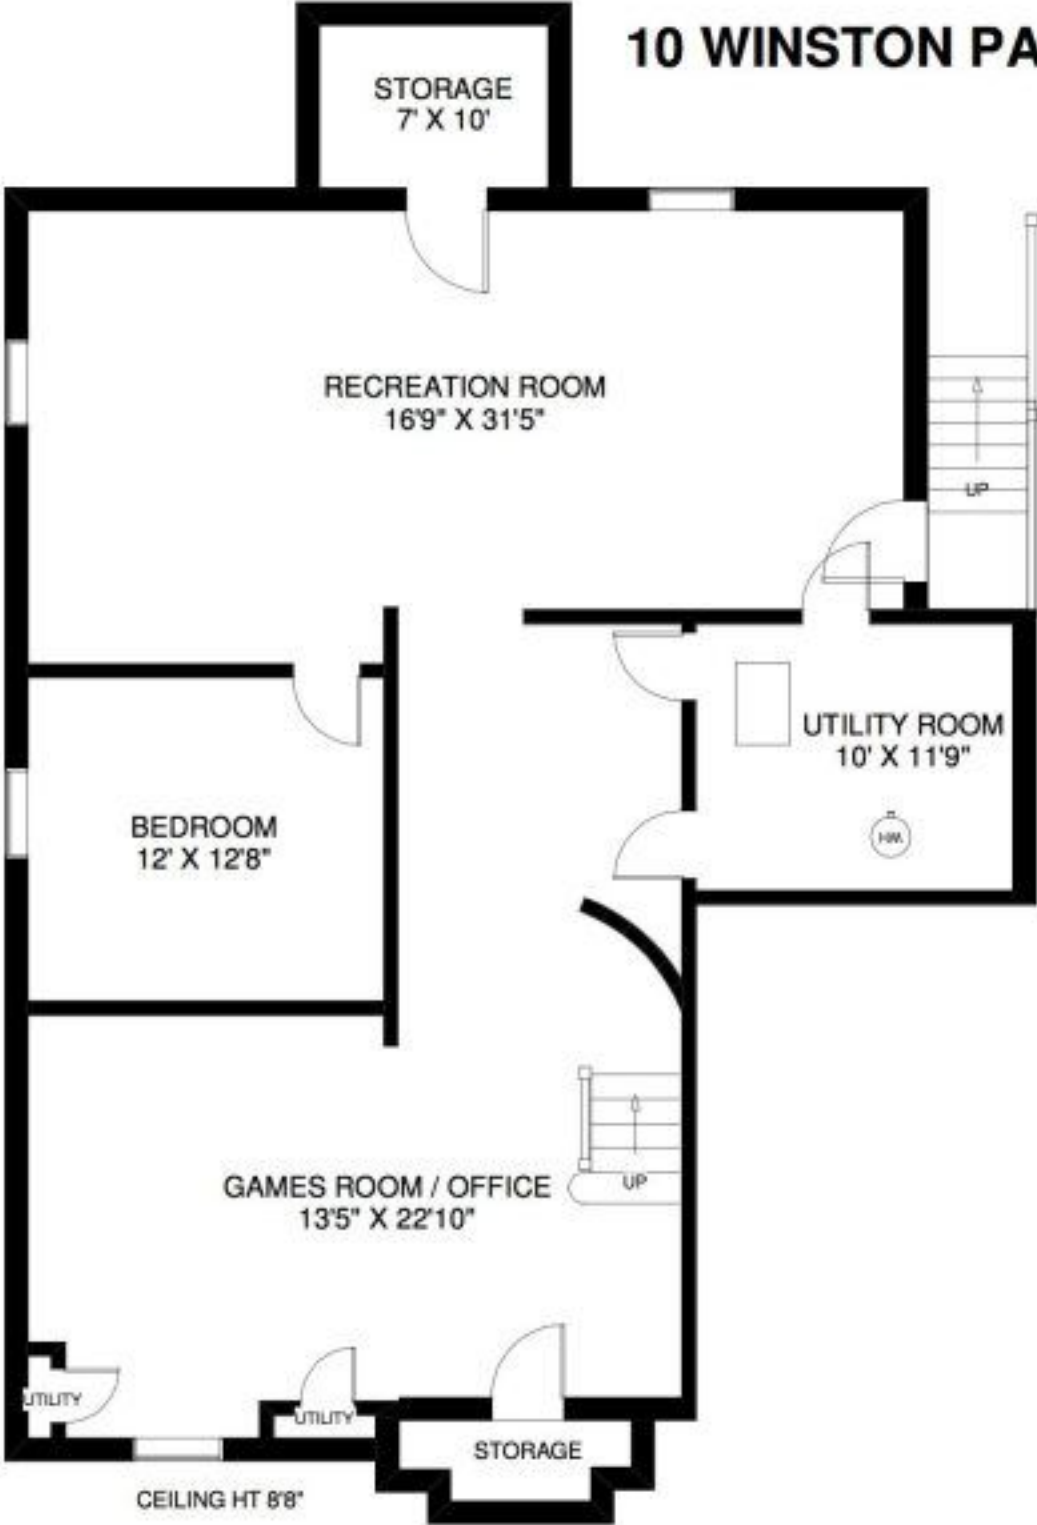 10 WINSTON PA
STORAGE
7' X 10'
RECREATION ROOM
16'9" X 31'5"
UP
UTILITY ROOM
10' X 11'9"
HW
BEDROOM
12' X 12'8"
GAMES ROOM / OFFICE
13'5" X 22'10"
UP
UTILITY
UTILITY
STORAGE
CEILING HT 8'8"